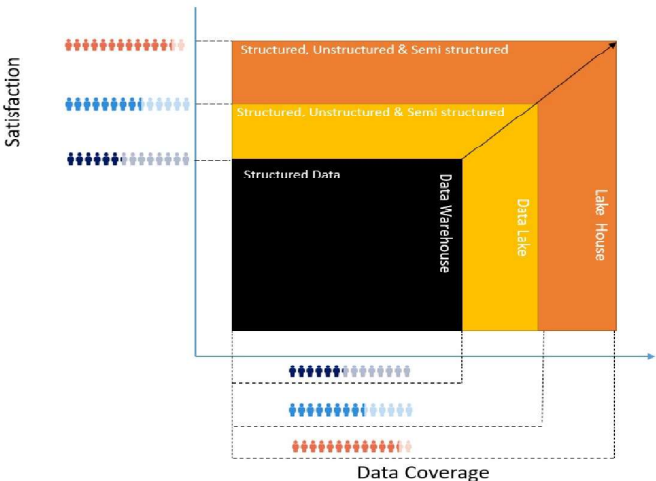 Satisfaction
Structured, Unstructured & Semi structured
Structured, Unstructured & Semi structured
Structured Data
Data Warehouse
Data Lake
Lake House
Data Coverage